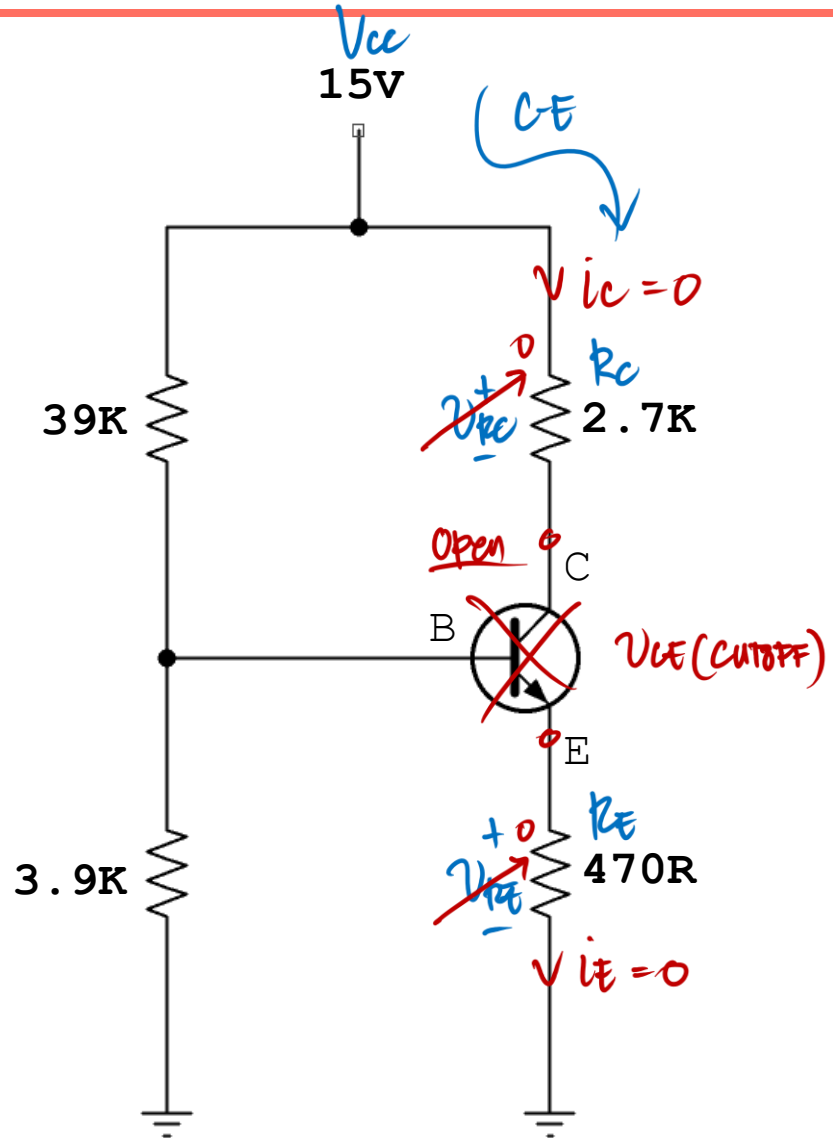 Vcc
15V
C-E
ic = 0
0
RC
39K
+
VRC
2.7K
-
Open
C
B
VCE (CUTOFF)
E
RE
+ 0
3.9K
VRE
470R
-
iE = 0